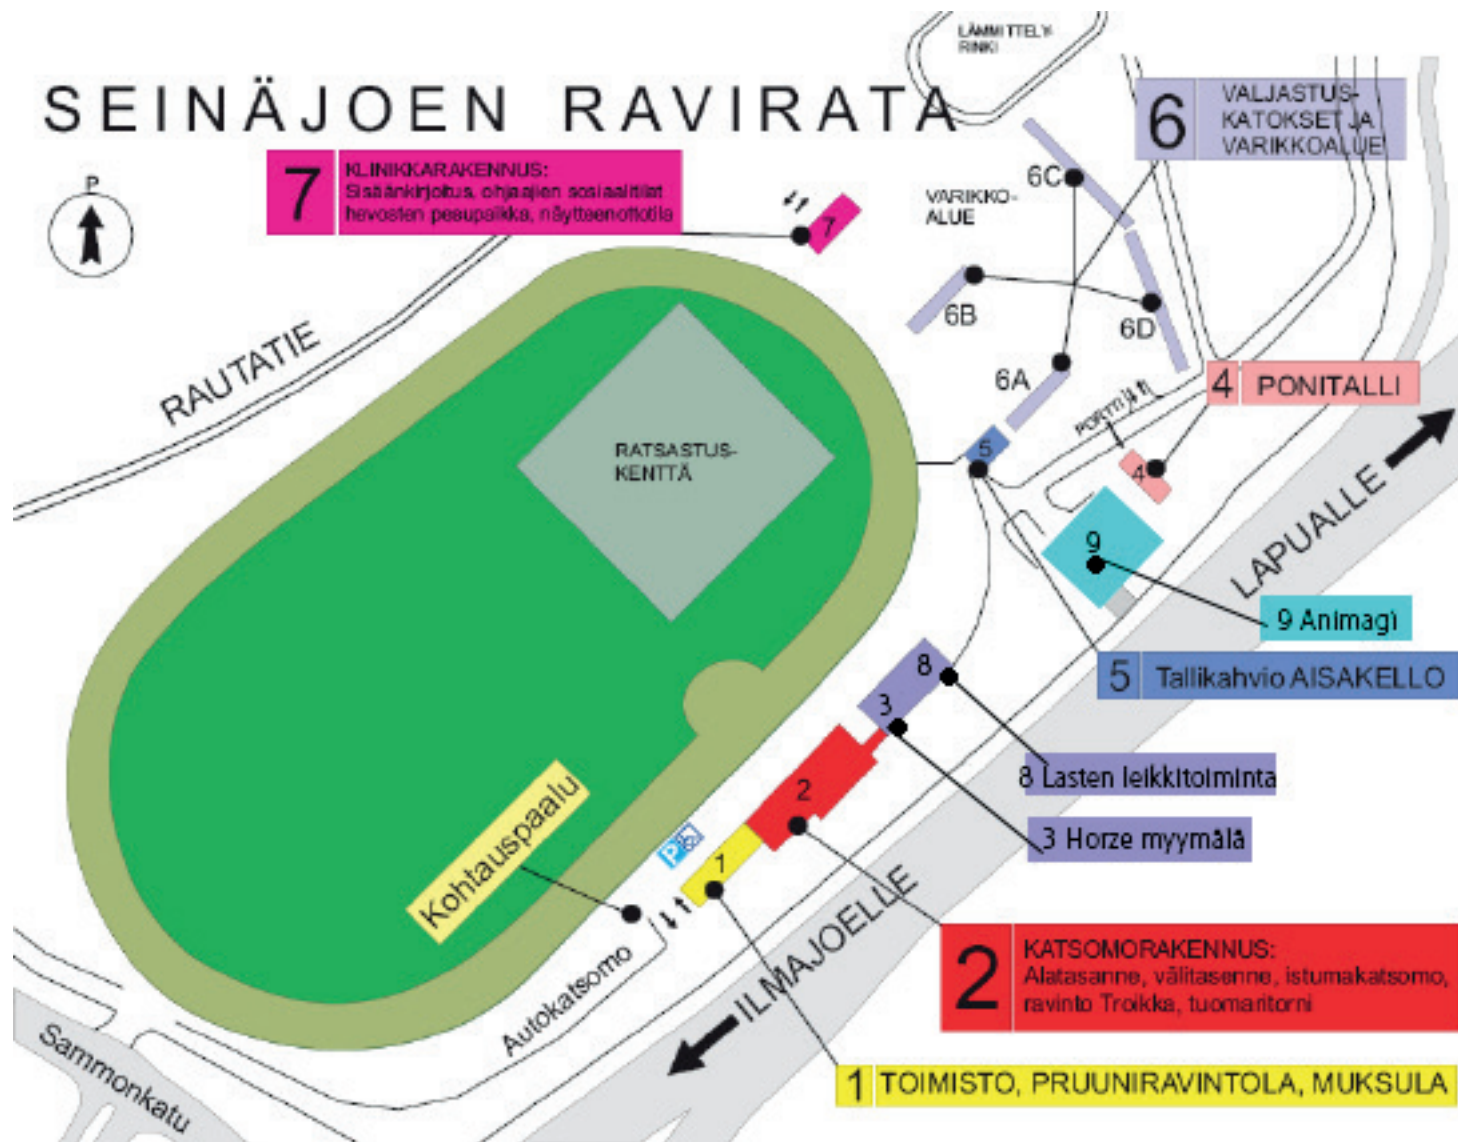 LÄMMITTELY-
RINKI
SEINÄJOEN RAVIRATA
6
VALJASTUS-
KATOKSET JA
VARIKKOALUE
7
KLINIKKARAKENNUS:
Sisäänkirjoitus, ohjaajien sosiaalitilat
hevosten pesupaikka, näytteenottotila
P
7
6C
VARIKKO-
ALUE
6B
6D
6A
RAUTATIE
4 PONITALLI
PORTTI
RATSASTUS-
KENTTÄ
5
4
LAPUALLE
9
9 Animagi
5 Tallikahvio AISAKELLO
8
3
8 Lasten leikkitoiminta
2
3 Horze myymälä
Kohtauspaalu
P
1
ILMAJOELLE
2
KATSOMORAKENNUS:
Alatasanne, välitasenne, istumakatsomo,
ravinto Troikka, tuomaritorni
Autokatsomo
Sammonkatu
1 TOIMISTO, PRUUNIRAVINTOLA, MUKSULA